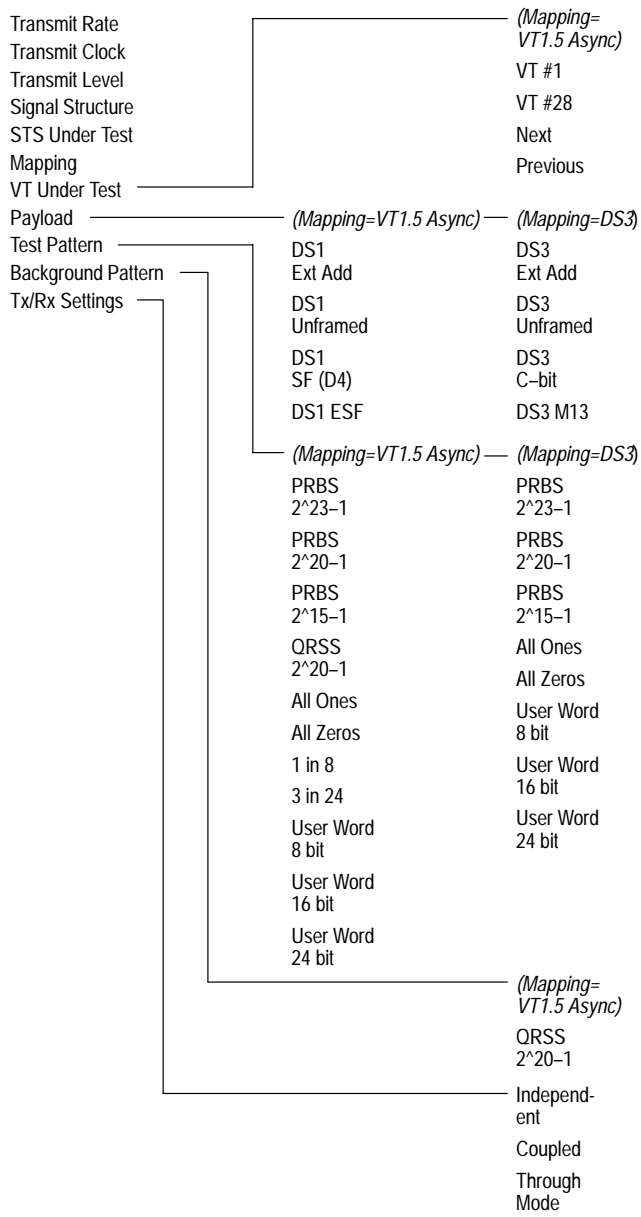 Transmit Rate
Transmit Clock
Transmit Level
Signal Structure
STS Under Test
Mapping
VT Under Test
Payload
Test Pattern
Background Pattern
Tx/Rx Settings
(Mapping=
VT1.5 Async)
VT #1
VT #28
Next
Previous
(Mapping=VT1.5 Async)
DS1
Ext Add
DS1
Unframed
DS1
SF (D4)
DS1 ESF
(Mapping=DS3)
DS3
Ext Add
DS3
Unframed
DS3
C–bit
DS3 M13
(Mapping=VT1.5 Async)
PRBS
2^23–1
PRBS
2^20–1
PRBS
2^15–1
QRSS
2^20–1
All Ones
All Zeros
1 in 8
3 in 24
User Word
8 bit
User Word
16 bit
User Word
24 bit
(Mapping=DS3)
PRBS
2^23–1
PRBS
2^20–1
PRBS
2^15–1
All Ones
All Zeros
User Word
8 bit
User Word
16 bit
User Word
24 bit
(Mapping=
VT1.5 Async)
QRSS
2^20–1
Independ-
ent
Coupled
Through
Mode